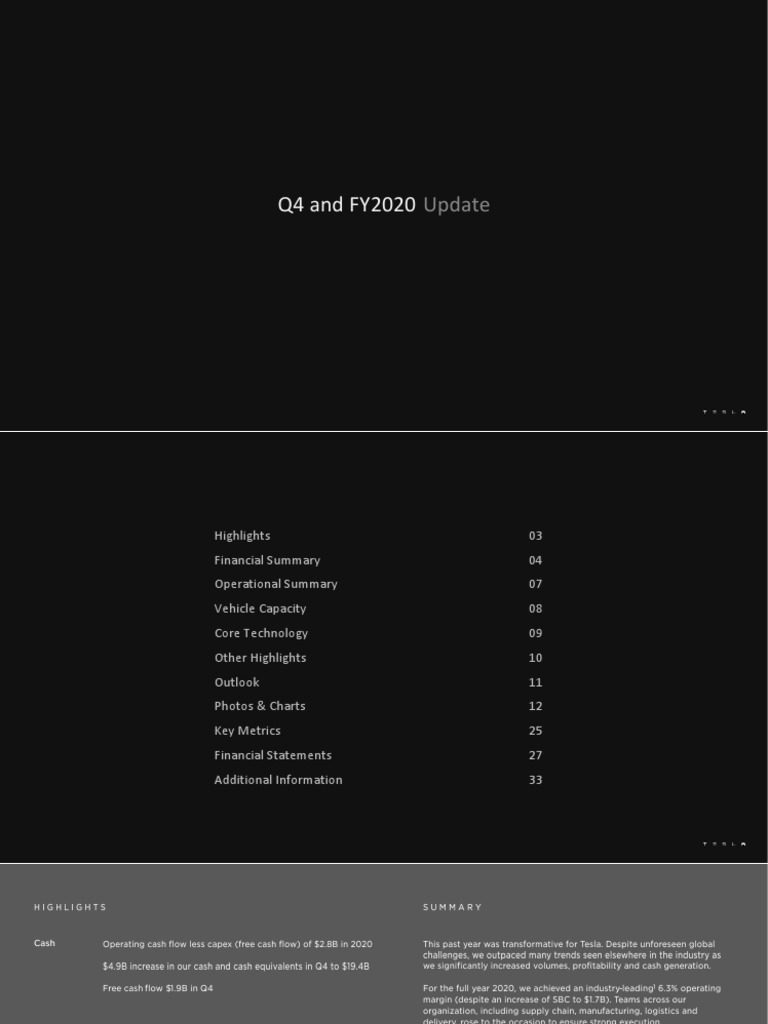 Q4 and FY2020 Update
TESLA
Highlights 03
Financial Summary 04
Operational Summary 07
Vehicle Capacity 08
Core Technology 09
Other Highlights 10
Outlook 11
Photos & Charts 12
Key Metrics 25
Financial Statements 27
Additional Information 33
TESLA
HIGHLIGHTS
Cash
Operating cash flow less capex (free cash flow) of $2.8B in 2020
$4.9B increase in our cash and cash equivalents in Q4 to $19.4B
Free cash flow $1.9B in Q4
SUMMARY
This past year was transformative for Tesla. Despite unforeseen global
challenges, we outpaced many trends seen elsewhere in the industry as
we significantly increased volumes, profitability and cash generation.
For the full year 2020, we achieved an industry-leading¹ 6.3% operating
margin (despite an increase of SBC to $1.7B). Teams across our
organization, including supply chain, manufacturing, logistics and
delivery, rose to the occasion to ensure strong execution